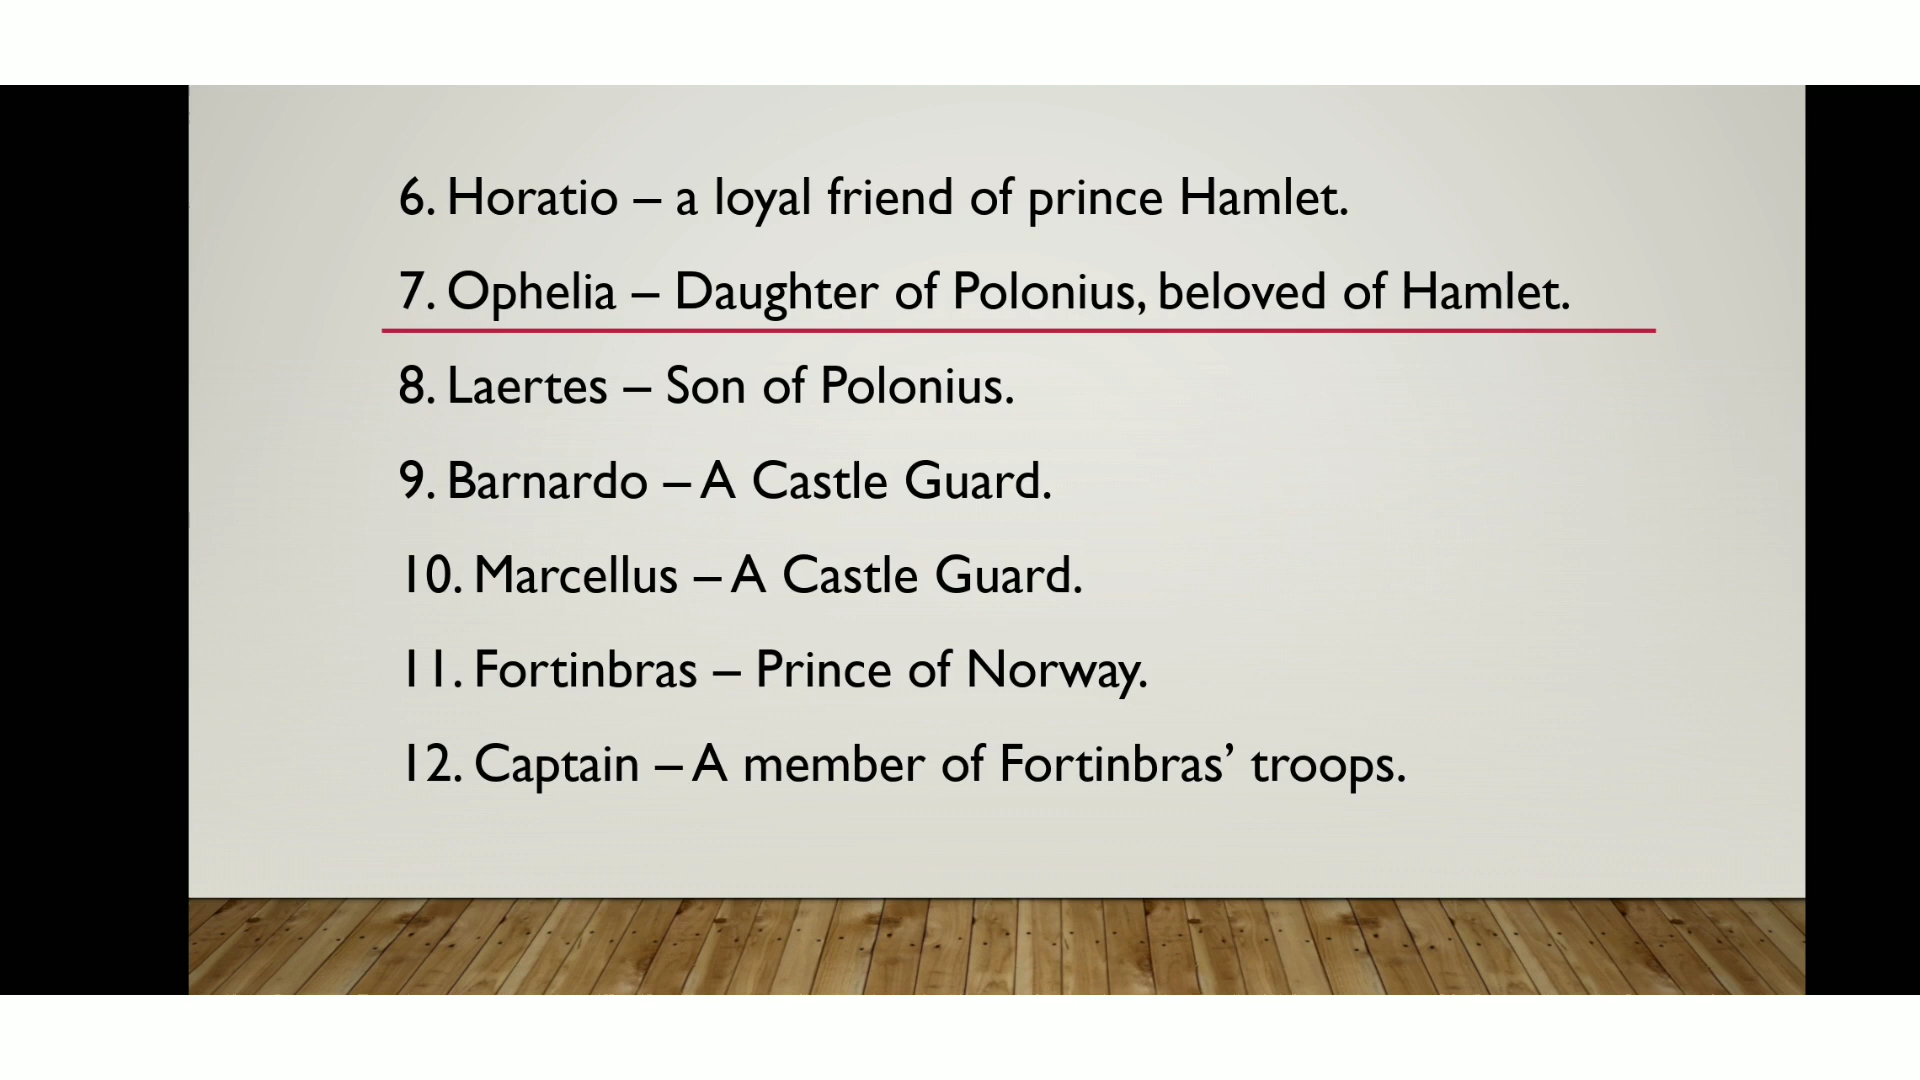 6. Horatio – a loyal friend of prince Hamlet.
7. Ophelia – Daughter of Polonius, beloved of Hamlet.
8. Laertes – Son of Polonius.
9. Barnardo – A Castle Guard.
10. Marcellus – A Castle Guard.
11. Fortinbras – Prince of Norway.
12. Captain – A member of Fortinbras’ troops.